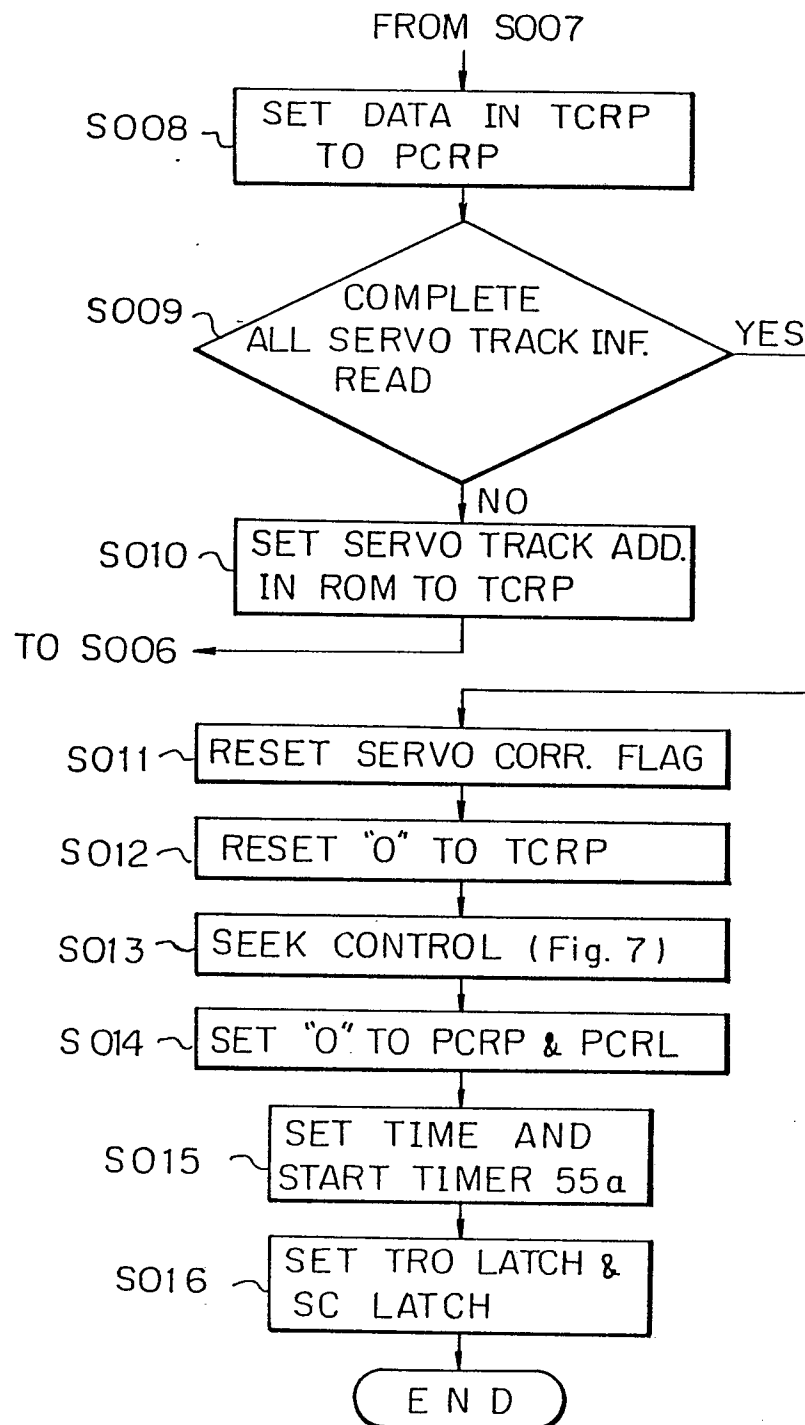 FROM S007
S008
SET DATA IN TCRP
TO PCRP
S009
COMPLETE
ALL SERVO TRACK INF.
READ
YES
NO
S010
SET SERVO TRACK ADD.
IN ROM TO TCRP
TO S006
S011
RESET SERVO CORR. FLAG
S012
RESET "0" TO TCRP
S013
SEEK CONTROL (Fig. 7)
S014
SET "0" TO PCRP & PCRL
S015
SET TIME AND
START TIMER 55a
S016
SET TRO LATCH &
SC LATCH
END